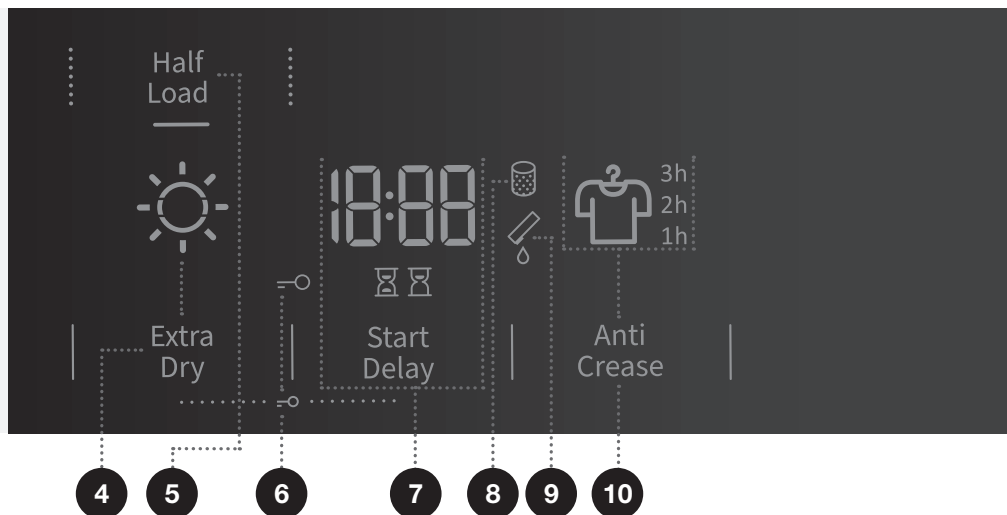 Half
Load
18:88
3h
2h
1h
Extra
Dry
Start
Delay
Anti
Crease
4
5
6
7
8
9
10